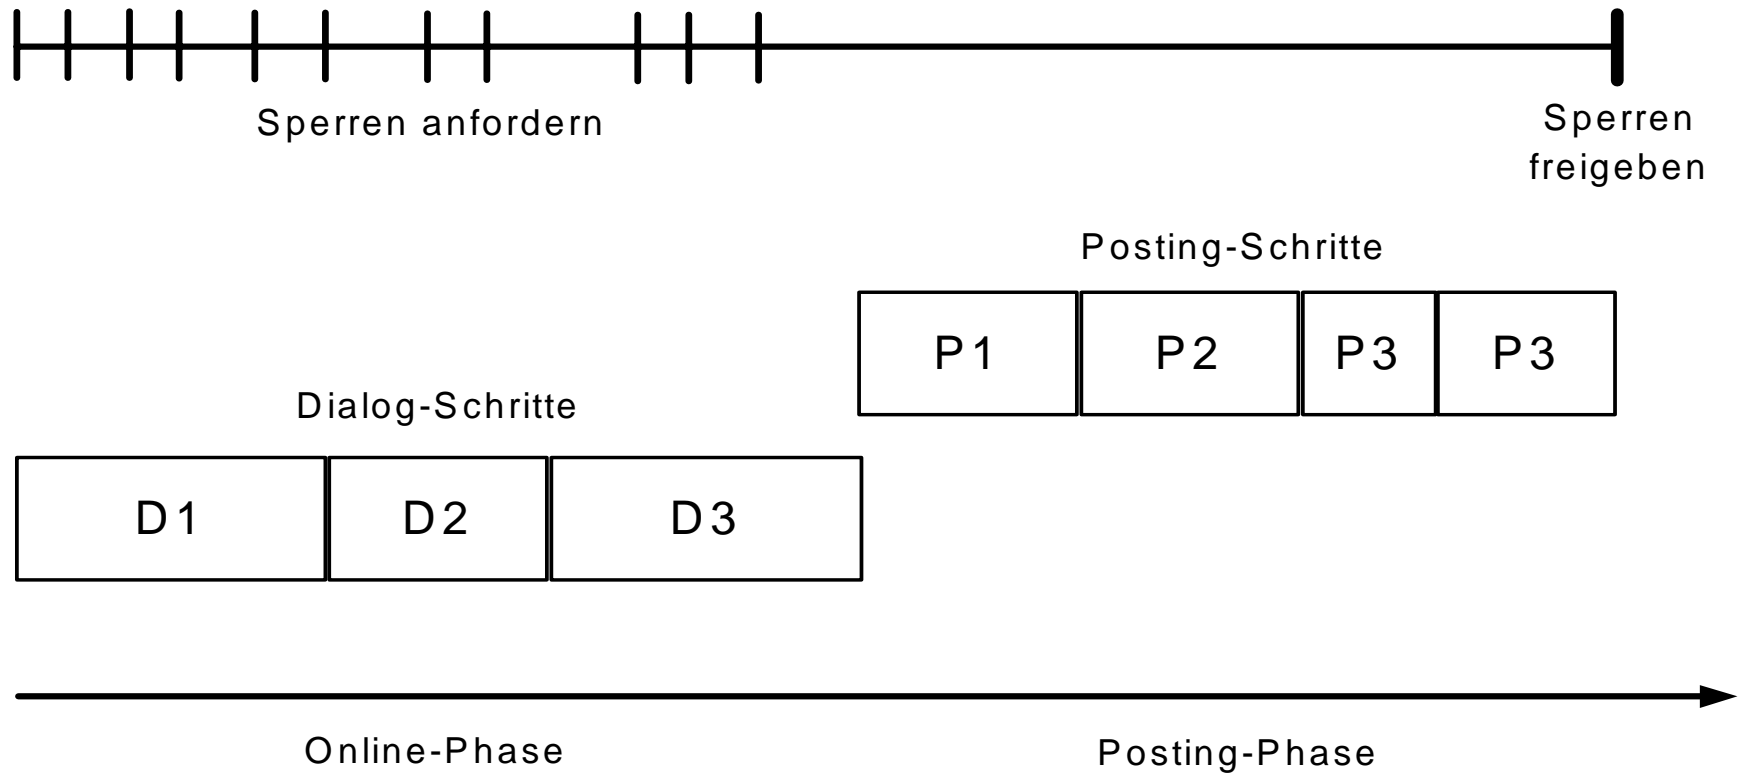 Sperren anfordern
Sperren
freigeben
Posting-Schritte
P1 P2 P3 P3
Dialog-Schritte
D1 D2 D3
Online-Phase
Posting-Phase